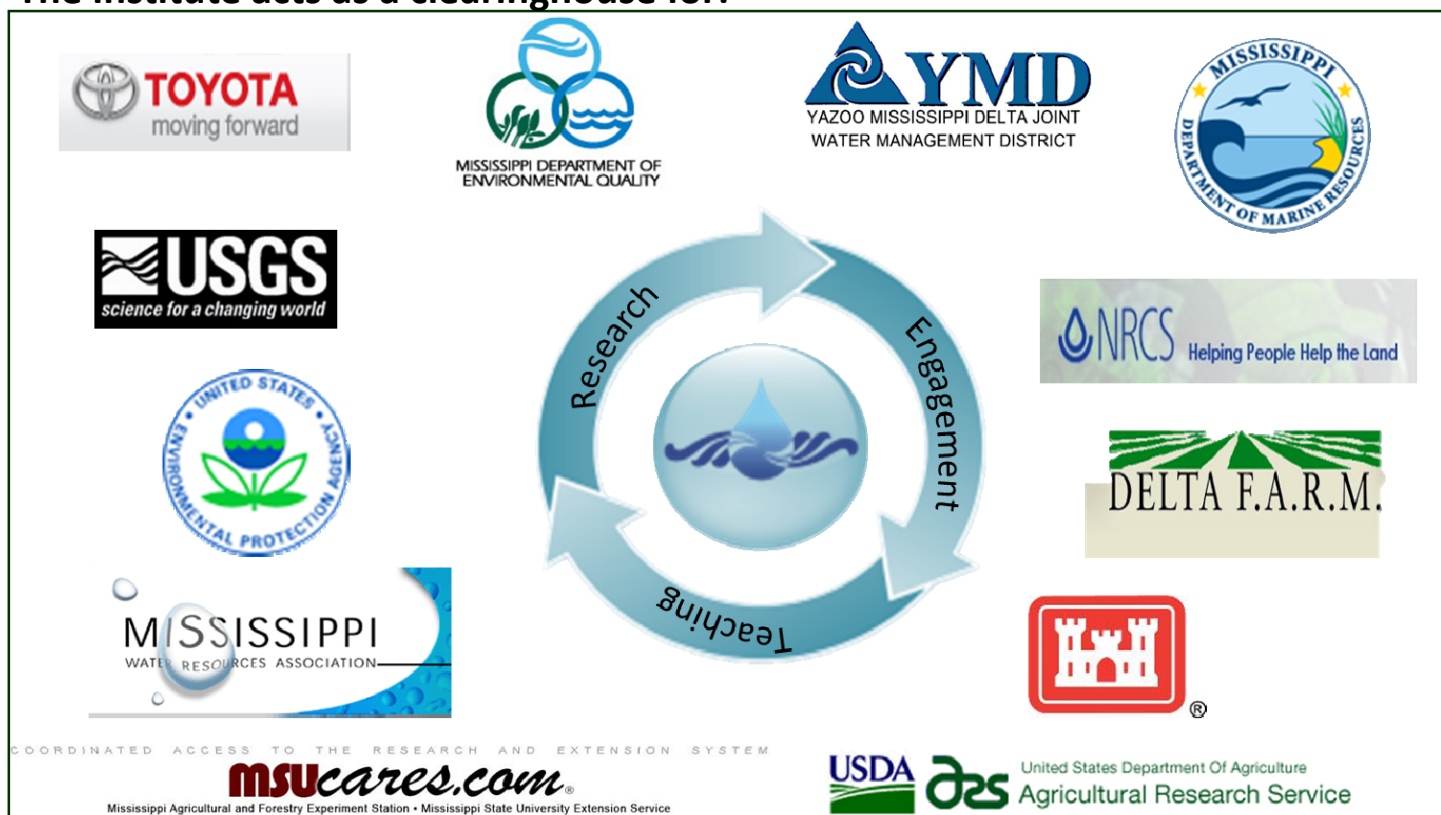 The Institute acts as a clearinghouse for:
TOYOTA
moving forward
MISSISSIPPI DEPARTMENT OF
ENVIRONMENTAL QUALITY
YMD
YAZOO MISSISSIPPI DELTA JOINT
WATER MANAGEMENT DISTRICT
MISSISSIPPI
DEPARTMENT OF MARINE RESOURCES
USGS
science for a changing world
Research
Engagement
Teaching
NRCS Helping People Help the Land
UNITED STATES
ENVIRONMENTAL PROTECTION AGENCY
DELTA F.A.R.M.
MISSISSIPPI
WATER RESOURCES ASSOCIATION
®
COORDINATED ACCESS TO THE RESEARCH AND EXTENSION SYSTEM
msucares.com®
Mississippi Agricultural and Forestry Experiment Station • Mississippi State University Extension Service
USDA
ars
United States Department Of Agriculture
Agricultural Research Service